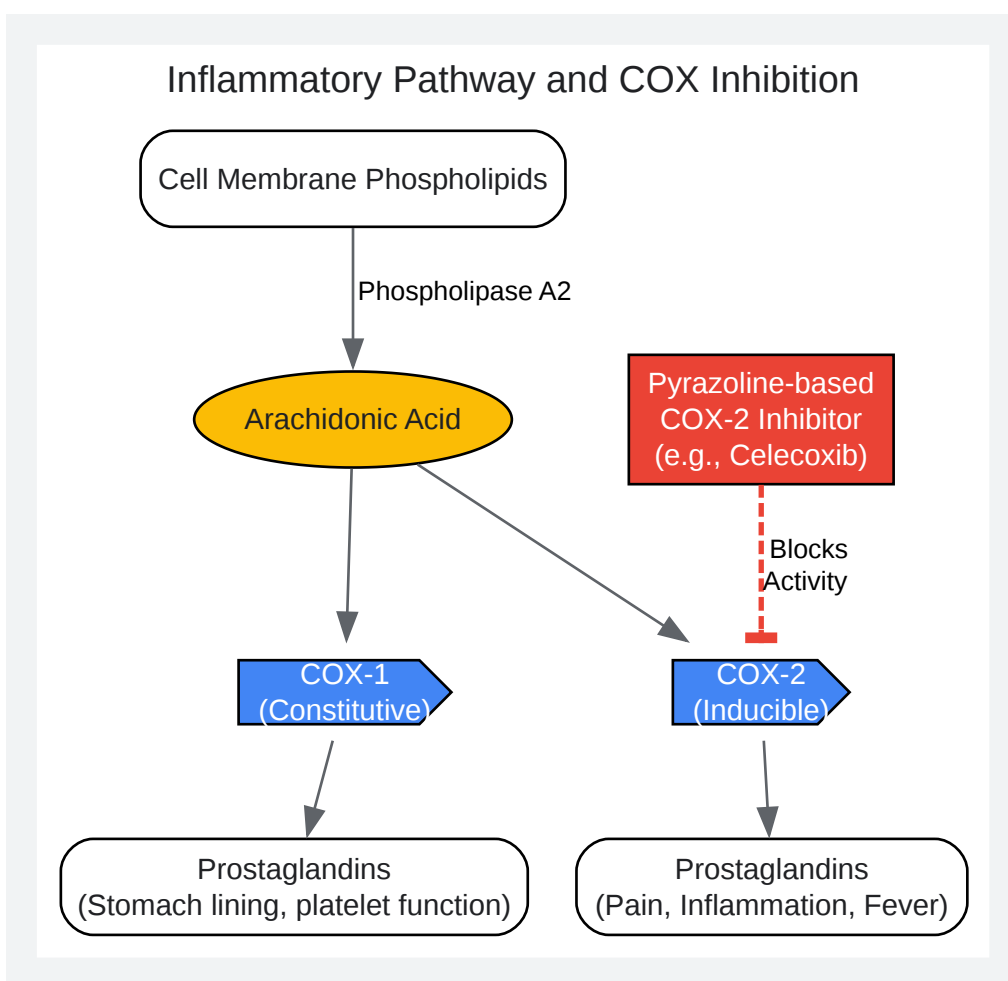 Inflammatory Pathway and COX Inhibition
Cell Membrane Phospholipids
Phospholipase A2
Arachidonic Acid
Pyrazoline-based
COX-2 Inhibitor
(e.g., Celecoxib)
Blocks
Activity
COX-1
(Constitutive)
COX-2
(Inducible)
Prostaglandins
(Stomach lining, platelet function)
Prostaglandins
(Pain, Inflammation, Fever)